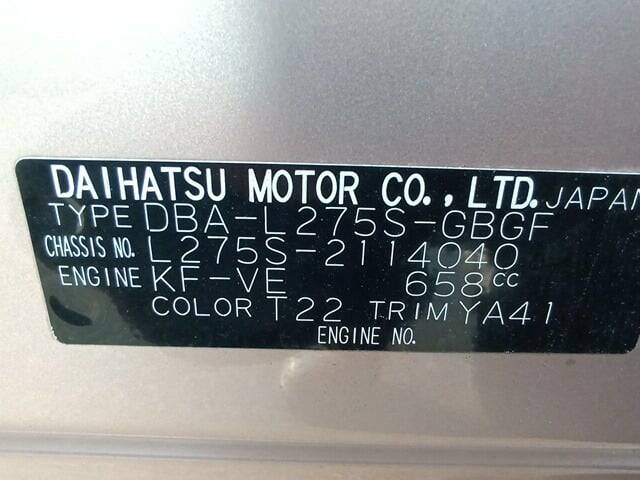 DAIHATSU MOTOR CO., LTD. JAPAN
TYPE DBA-L275S-GBGF
CHASSIS NO. L275S-2114040
ENGINE KF-VE 658cc
COLOR T22 TRIM YA41
ENGINE NO.